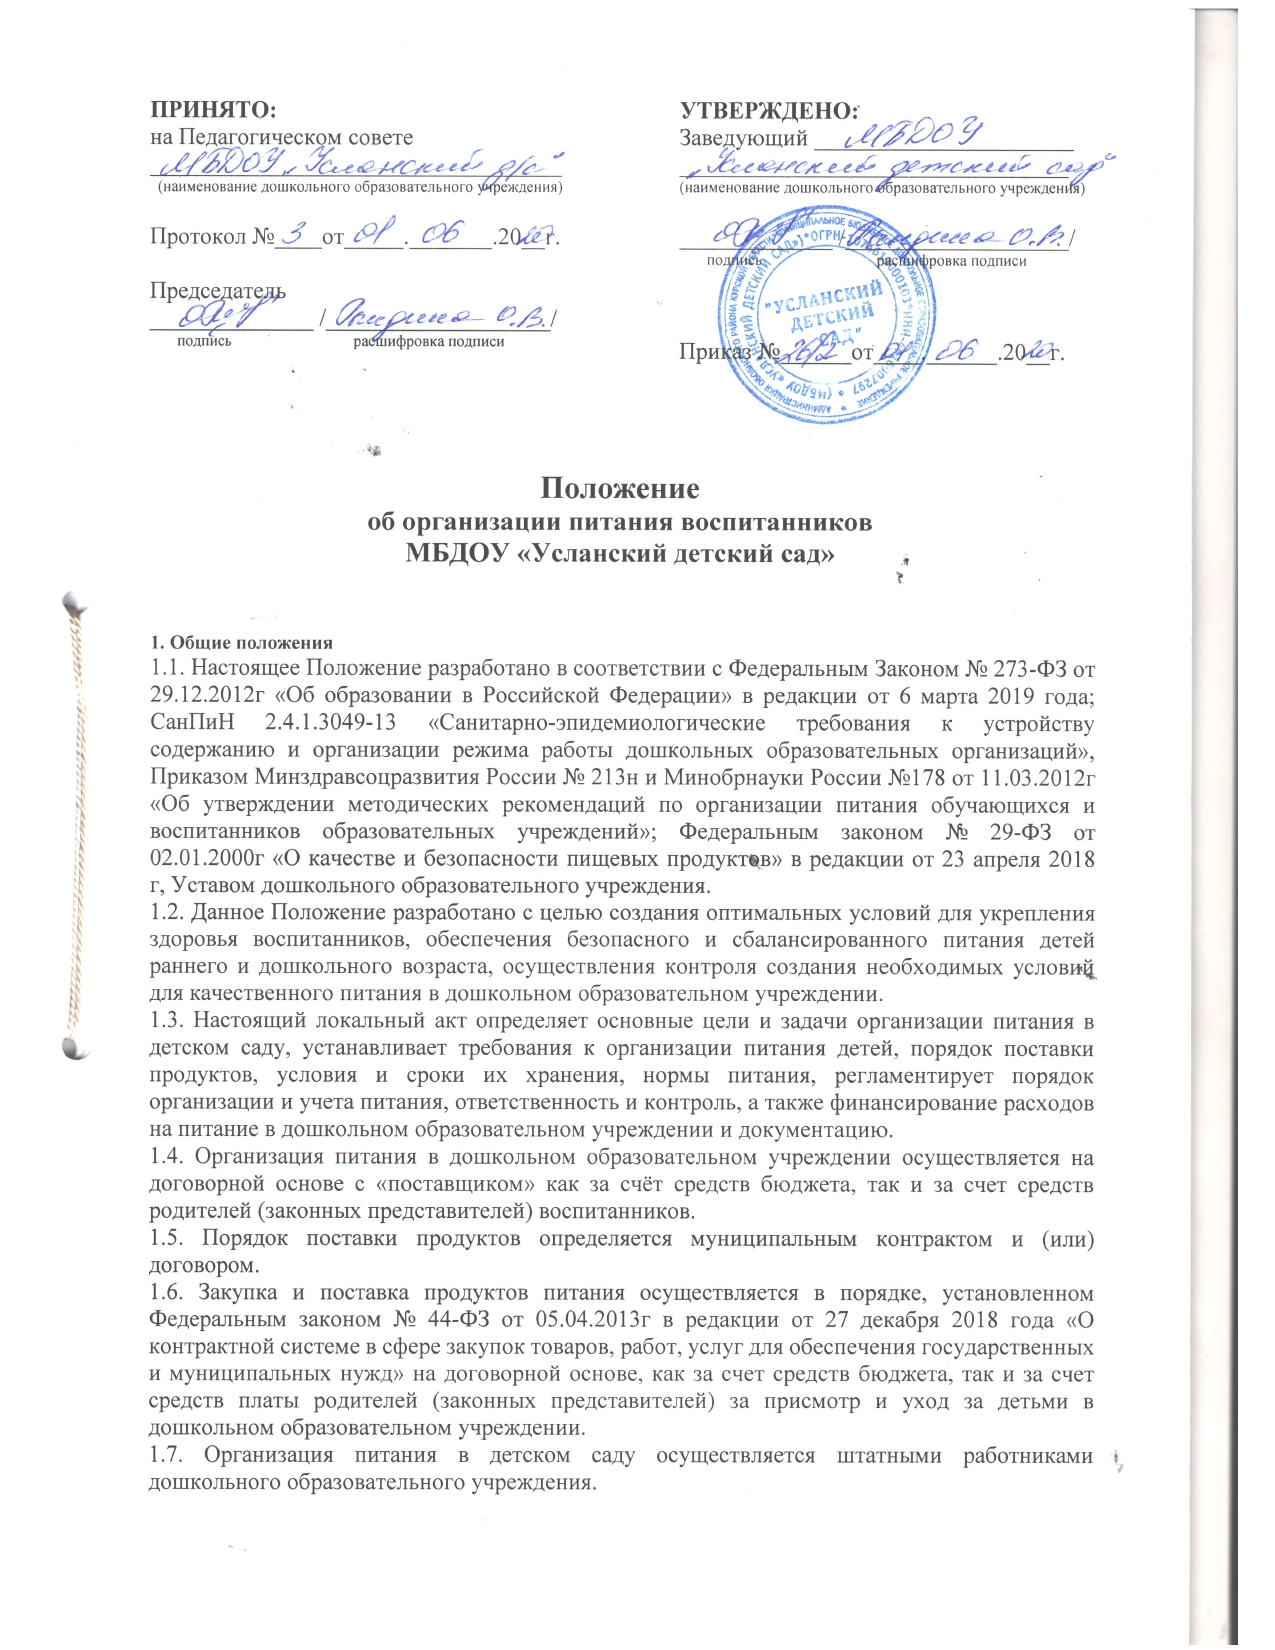 ПРИНЯТО:
на Педагогическом совете
МБДОУ „Усланский д/с"
(наименование дошкольного образовательного учреждения)
Протокол № 3 от 01 . 06 .2020 г.
Председатель
/ О.В. /
подпись расшифровка подписи
УТВЕРЖДЕНО:
Заведующий МБДОУ
„Усланский детский сад"
(наименование дошкольного образовательного учреждения)
/ О.В. /
подпись расшифровка подписи
"УСЛАНСКИЙ
ДЕТСКИЙ
САД"
Приказ № от 01 . 06 .2020 г.
Положение
об организации питания воспитанников
МБДОУ «Усланский детский сад»
1. Общие положения
1.1. Настоящее Положение разработано в соответствии с Федеральным Законом № 273-ФЗ от
29.12.2012г «Об образовании в Российской Федерации» в редакции от 6 марта 2019 года;
СанПиН 2.4.1.3049-13 «Санитарно-эпидемиологические требования к устройству
содержанию и организации режима работы дошкольных образовательных организаций»,
Приказом Минздравсоцразвития России № 213н и Минобрнауки России №178 от 11.03.2012г
«Об утверждении методических рекомендаций по организации питания обучающихся и
воспитанников образовательных учреждений»; Федеральным законом № 29-ФЗ от
02.01.2000г «О качестве и безопасности пищевых продуктов» в редакции от 23 апреля 2018
г, Уставом дошкольного образовательного учреждения.
1.2. Данное Положение разработано с целью создания оптимальных условий для укрепления
здоровья воспитанников, обеспечения безопасного и сбалансированного питания детей
раннего и дошкольного возраста, осуществления контроля создания необходимых условий
для качественного питания в дошкольном образовательном учреждении.
1.3. Настоящий локальный акт определяет основные цели и задачи организации питания в
детском саду, устанавливает требования к организации питания детей, порядок поставки
продуктов, условия и сроки их хранения, нормы питания, регламентирует порядок
организации и учета питания, ответственность и контроль, а также финансирование расходов
на питание в дошкольном образовательном учреждении и документацию.
1.4. Организация питания в дошкольном образовательном учреждении осуществляется на
договорной основе с «поставщиком» как за счёт средств бюджета, так и за счет средств
родителей (законных представителей) воспитанников.
1.5. Порядок поставки продуктов определяется муниципальным контрактом и (или)
договором.
1.6. Закупка и поставка продуктов питания осуществляется в порядке, установленном
Федеральным законом № 44-ФЗ от 05.04.2013г в редакции от 27 декабря 2018 года «О
контрактной системе в сфере закупок товаров, работ, услуг для обеспечения государственных
и муниципальных нужд» на договорной основе, как за счет средств бюджета, так и за счет
средств платы родителей (законных представителей) за присмотр и уход за детьми в
дошкольном образовательном учреждении.
1.7. Организация питания в детском саду осуществляется штатными работниками
дошкольного образовательного учреждения.